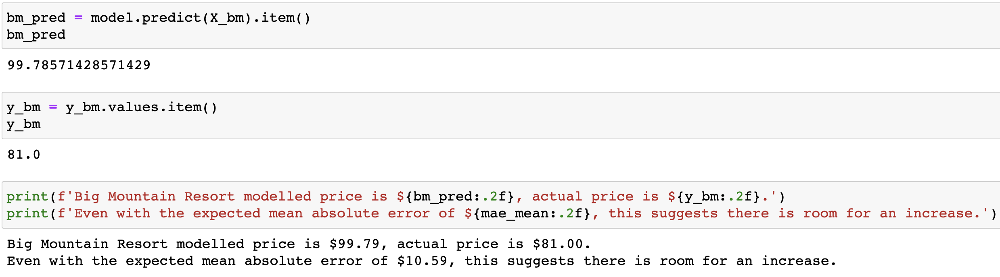 bm_pred = model.predict(X_bm).item()
bm_pred
99.78571428571429
y_bm = y_bm.values.item()
y_bm
81.0
print(f'Big Mountain Resort modelled price is ${bm_pred:.2f}, actual price is ${y_bm:.2f}.')
print(f'Even with the expected mean absolute error of ${mae_mean:.2f}, this suggests there is room for an increase.')
Big Mountain Resort modelled price is $99.79, actual price is $81.00.
Even with the expected mean absolute error of $10.59, this suggests there is room for an increase.